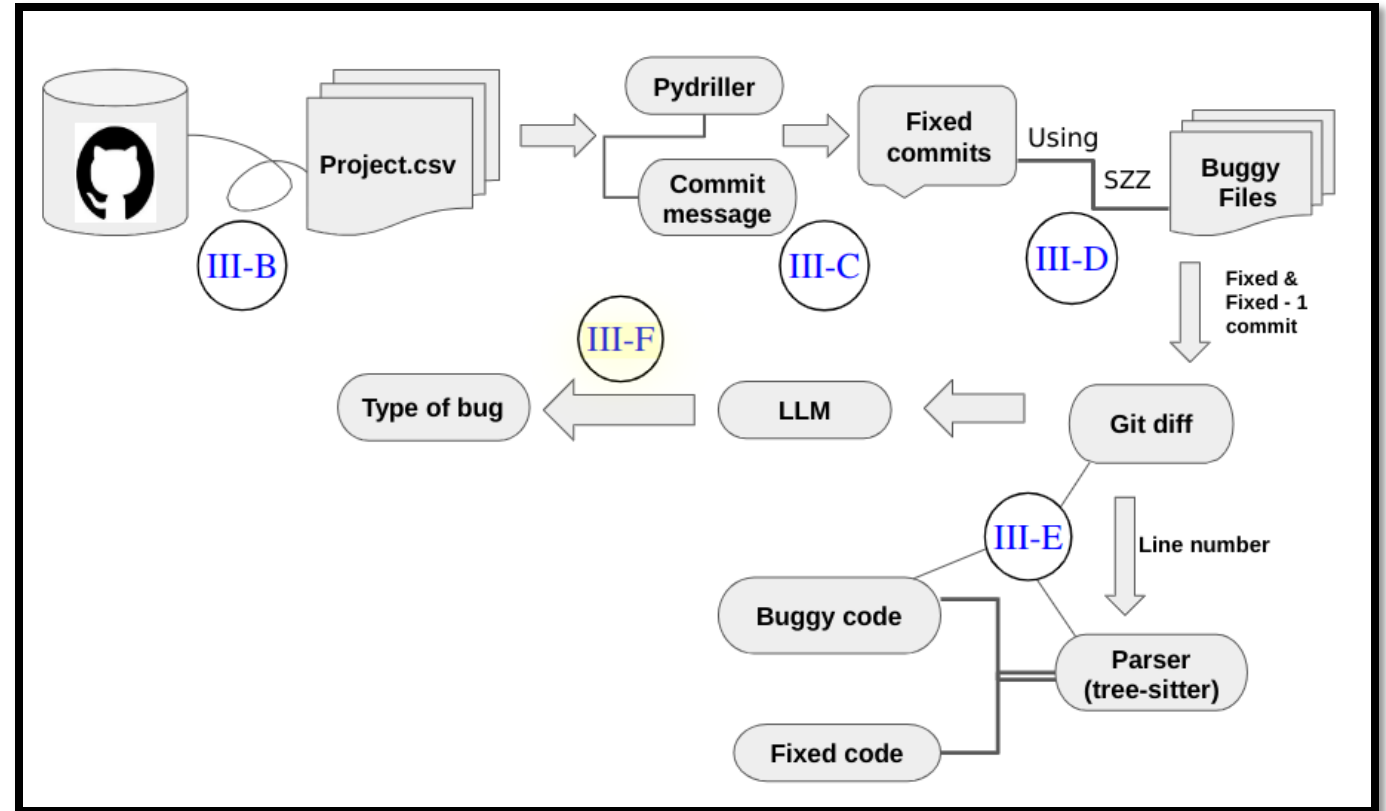 Project.csv
Pydriller
Commit
message
Fixed
commits
Using
SZZ
Buggy
Files
III-B
III-C
III-D
Fixed &
Fixed - 1
commit
III-F
Type of bug
LLM
Git diff
III-E
Line number
Buggy code
Parser
(tree-sitter)
Fixed code